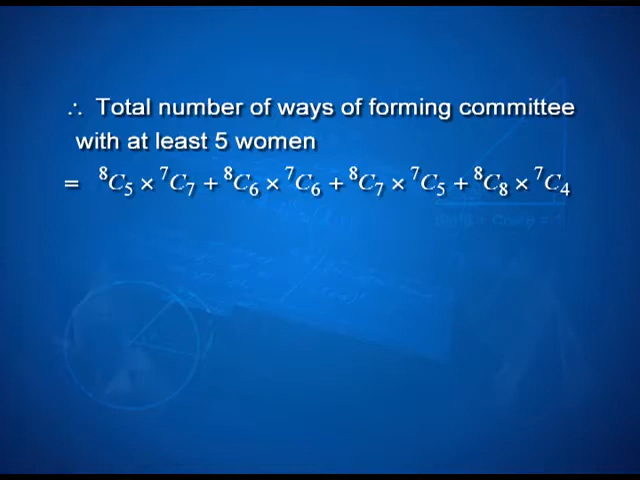 ∴ Total number of ways of forming committee
with at least 5 women
= ⁸C₅ × ⁷C₇ + ⁸C₆ × ⁷C₆ + ⁸C₇ × ⁷C₅ + ⁸C₈ × ⁷C₄